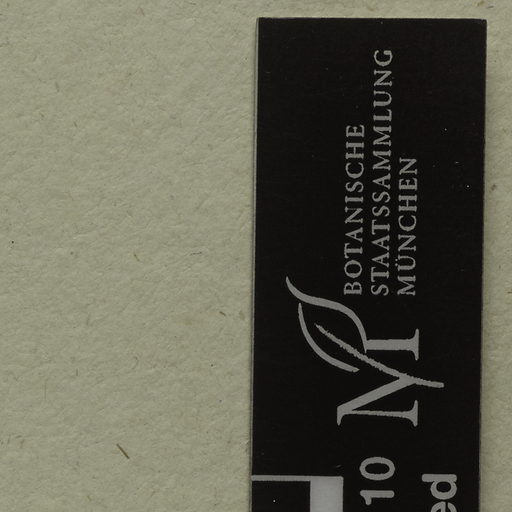 BOTANISCHE
STAATSSAMMLUNG
MÜNCHEN
M
10
ed